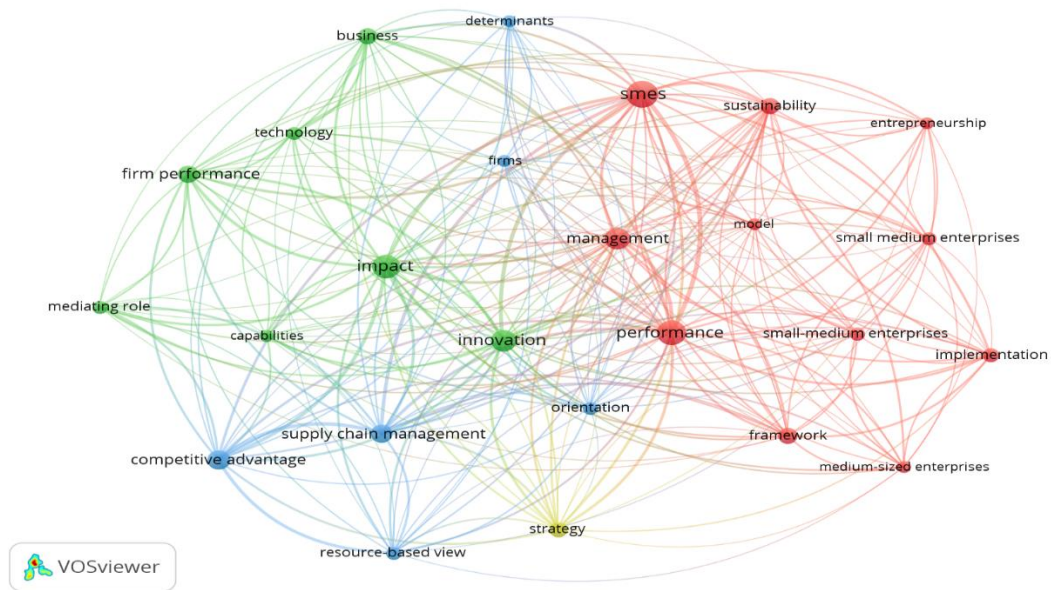 determinants
business
smes
sustainability
entrepreneurship
technology
firms
firm performance
model
management
small medium enterprises
impact
mediating role
capabilities
innovation
performance
small-medium enterprises
implementation
orientation
supply chain management
framework
competitive advantage
medium-sized enterprises
strategy
resource-based view
VOSviewer